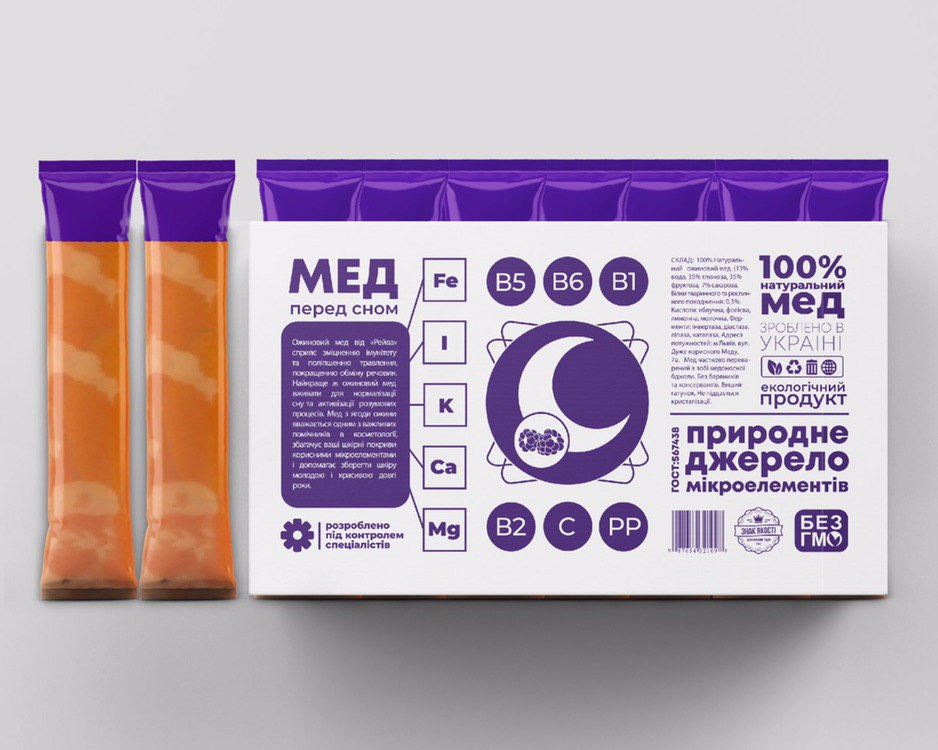 МЕД
перед сном
Ожиновий мед від «Рейва»
сприяє зміцненню імунітету
та поліпшенню травлення,
покращенню обміну речовин.
Найкраще ж ожиновий мед
вживати для нормалізації
сну та активізації розумових
процесів. Мед з ягоди ожини
вважається одним з важливих
помічників в косметології,
збагачує ваші шкірні покриви
корисними мікроелементами
і допомагає зберегти шкіру
молодою і красивою довгі
роки.
розроблено
під контролем
спеціалістів
Fe
I
K
Ca
Mg
B5 B6 B1
B2 C PP
СКЛАД: 100% Натураль-
ний ожиновий мед, (13%
вода, 35% глюкоза, 35%
фруктоза, 7% сахароза.
Білки тваринного та рослин-
ного походження: 0,3%.
Кислоти: яблучна, фолієва,
лимонна, молочна. Фер-
менти: інвертаза, діастаза,
ліпаза, каталаза. Адреса
потужностей: м.Львів, вул.
Дуже корисного Меду,
7а. Мед частково перева-
рений в зобі медоносної
бджоли. Без барвників
та консервантів. Вищий
гатунок. Не піддається
кристалізації.
100%
натуральний
мед
ЗРОБЛЕНО В
УКРАЇНІ
екологічний
продукт
ГОСТ:567438
природне
джерело
мікроелементів
ЗНАК ЯКОСТІ
БЕЗ
ГМО